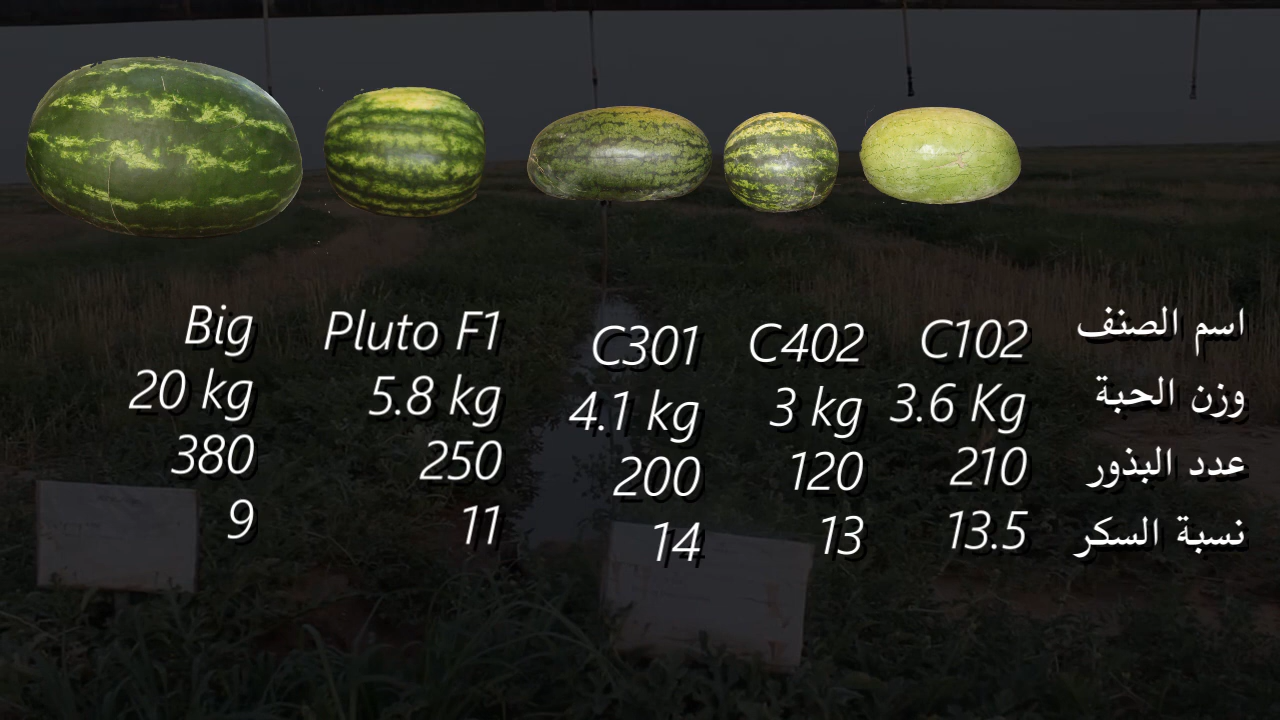 اسم الصنف C102 C402 C301 Pluto F1 Big
وزن الحبة 3.6 Kg 3 kg 4.1 kg 5.8 kg 20 kg
عدد البذور 210 120 200 250 380
نسبة السكر 13.5 13 14 11 9